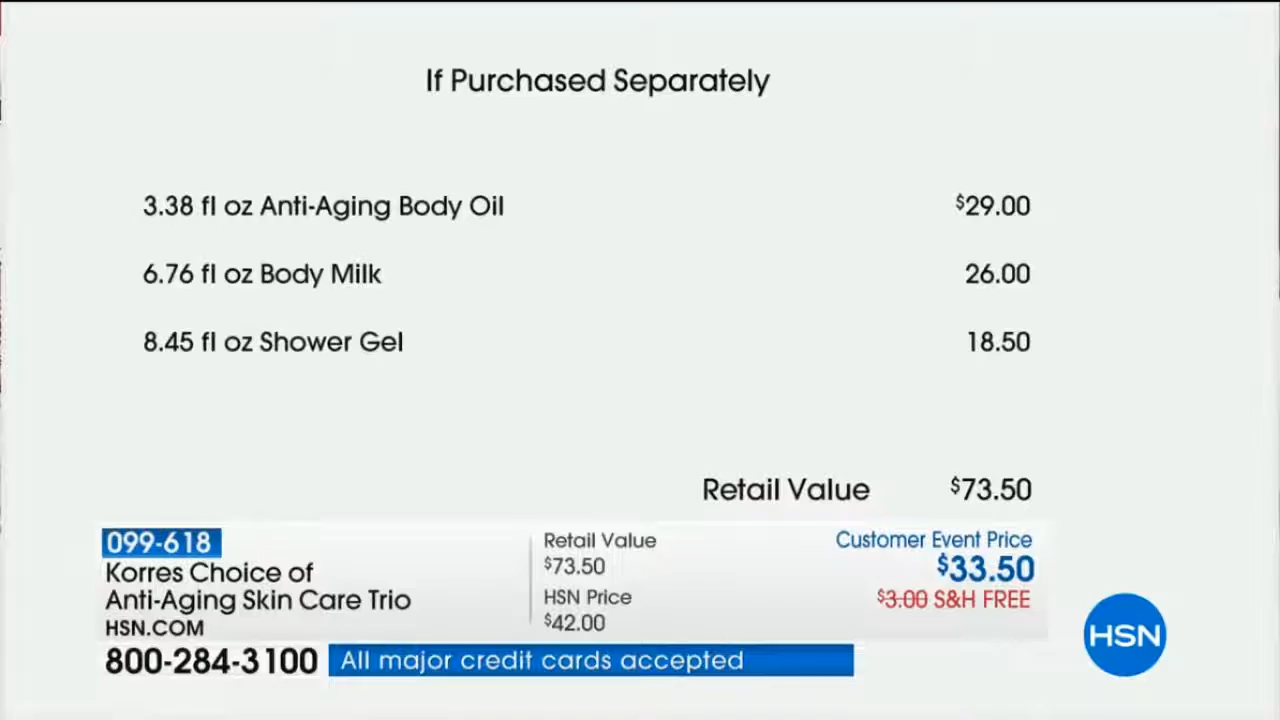 If Purchased Separately
3.38 fl oz Anti-Aging Body Oil $29.00
6.76 fl oz Body Milk 26.00
8.45 fl oz Shower Gel 18.50
Retail Value $73.50
099-618
Korres Choice of
Anti-Aging Skin Care Trio
HSN.COM
Retail Value
$73.50
HSN Price
$42.00
Customer Event Price
$33.50
$3.00 S&H FREE
800-284-3100 All major credit cards accepted
HSN